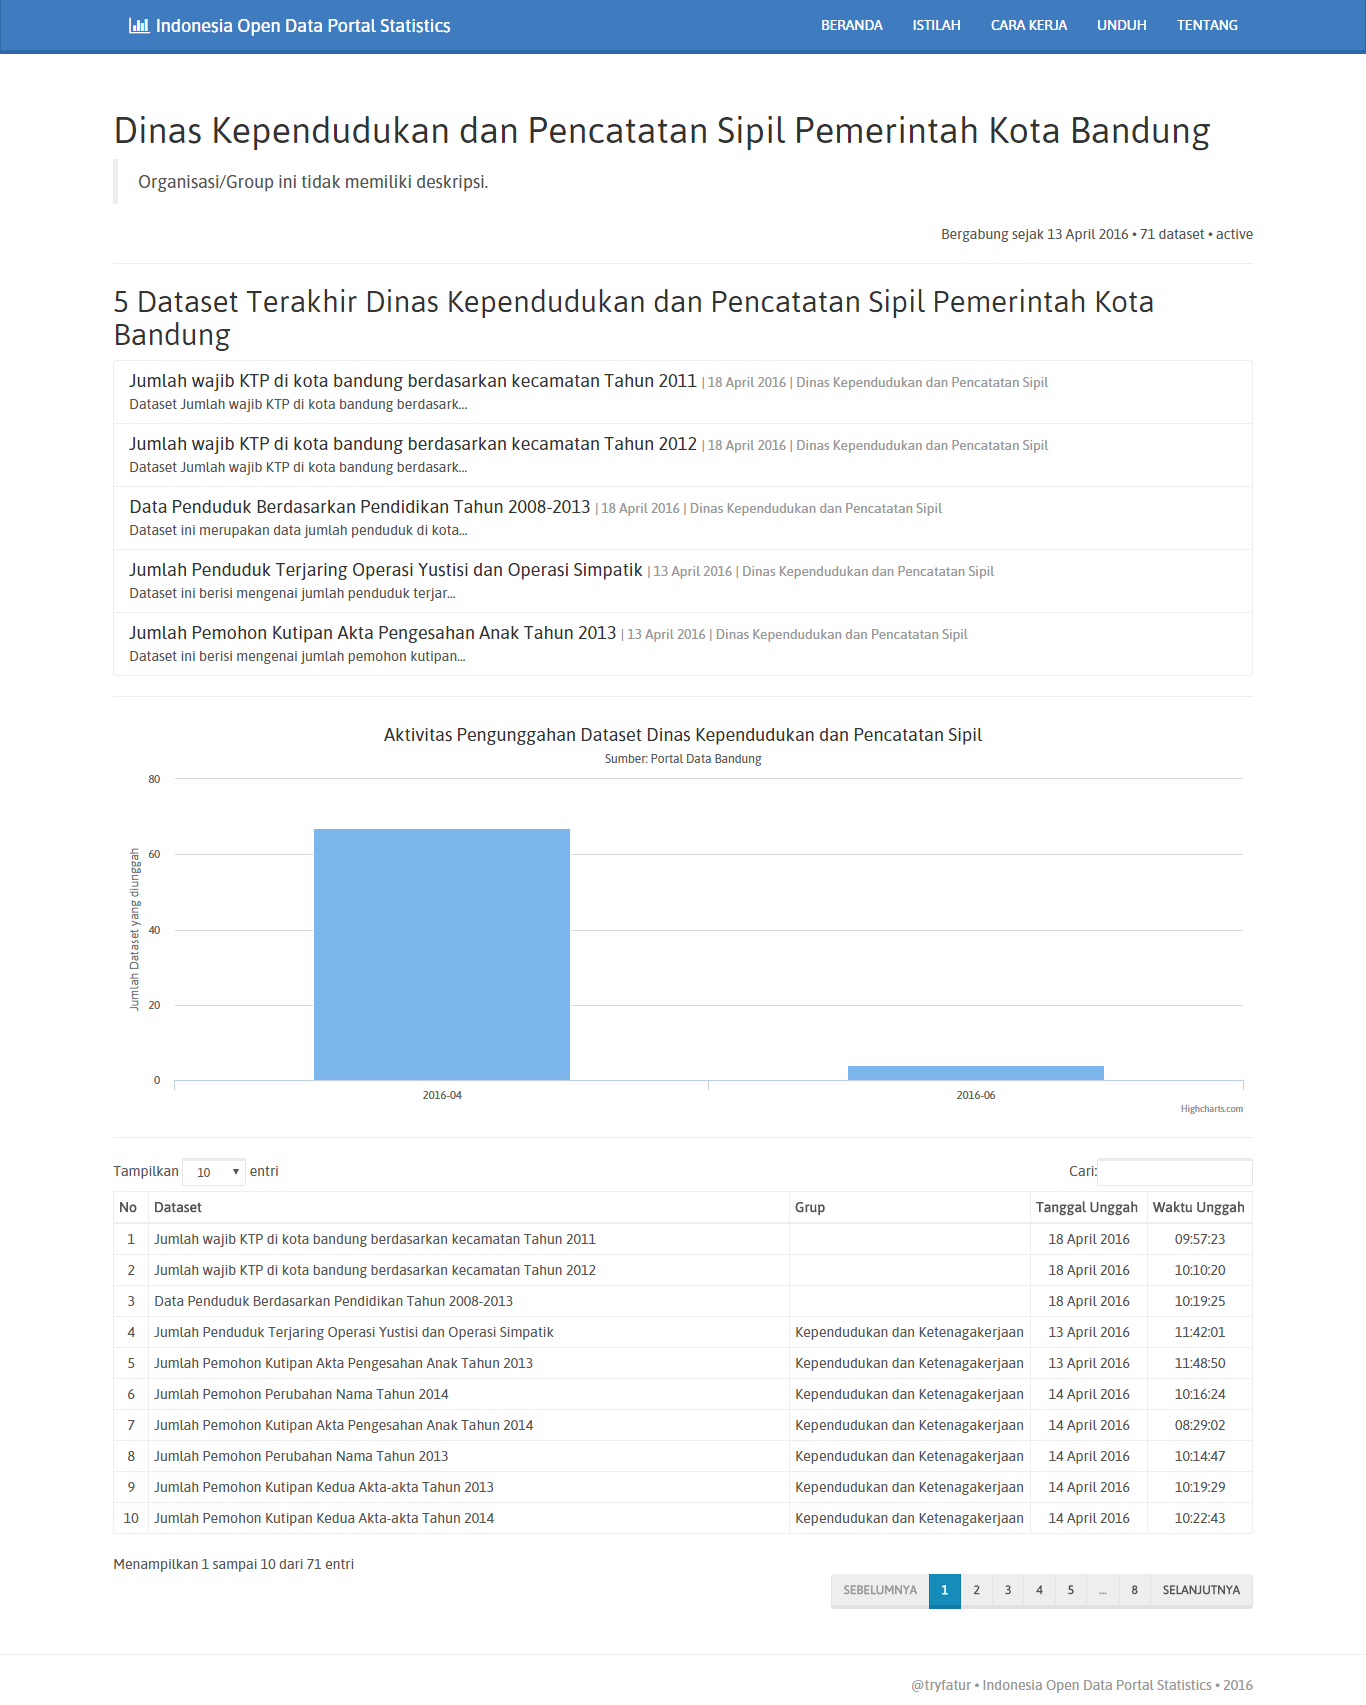 Indonesia Open Data Portal Statistics
BERANDA ISTILAH CARA KERJA UNDUH TENTANG
Dinas Kependudukan dan Pencatatan Sipil Pemerintah Kota Bandung
Organisasi/Group ini tidak memiliki deskripsi.
Bergabung sejak 13 April 2016 • 71 dataset • active
5 Dataset Terakhir Dinas Kependudukan dan Pencatatan Sipil Pemerintah Kota
Bandung
Jumlah wajib KTP di kota bandung berdasarkan kecamatan Tahun 2011 | 18 April 2016 | Dinas Kependudukan dan Pencatatan Sipil
Dataset Jumlah wajib KTP di kota bandung berdasark...
Jumlah wajib KTP di kota bandung berdasarkan kecamatan Tahun 2012 | 18 April 2016 | Dinas Kependudukan dan Pencatatan Sipil
Dataset Jumlah wajib KTP di kota bandung berdasark...
Data Penduduk Berdasarkan Pendidikan Tahun 2008-2013 | 18 April 2016 | Dinas Kependudukan dan Pencatatan Sipil
Dataset ini merupakan data jumlah penduduk di kota...
Jumlah Penduduk Terjaring Operasi Yustisi dan Operasi Simpatik | 13 April 2016 | Dinas Kependudukan dan Pencatatan Sipil
Dataset ini berisi mengenai jumlah penduduk terjar...
Jumlah Pemohon Kutipan Akta Pengesahan Anak Tahun 2013 | 13 April 2016 | Dinas Kependudukan dan Pencatatan Sipil
Dataset ini berisi mengenai jumlah pemohon kutipan...
Aktivitas Pengunggahan Dataset Dinas Kependudukan dan Pencatatan Sipil
Sumber: Portal Data Bandung
Jumlah Dataset yang diunggah
80
60
40
20
0
2016-04 2016-06
Highcharts.com
Tampilkan 10 entri Cari:
No Dataset Grup Tanggal Unggah Waktu Unggah
1 Jumlah wajib KTP di kota bandung berdasarkan kecamatan Tahun 2011 18 April 2016 09:57:23
2 Jumlah wajib KTP di kota bandung berdasarkan kecamatan Tahun 2012 18 April 2016 10:10:20
3 Data Penduduk Berdasarkan Pendidikan Tahun 2008-2013 18 April 2016 10:19:25
4 Jumlah Penduduk Terjaring Operasi Yustisi dan Operasi Simpatik Kependudukan dan Ketenagakerjaan 13 April 2016 11:42:01
5 Jumlah Pemohon Kutipan Akta Pengesahan Anak Tahun 2013 Kependudukan dan Ketenagakerjaan 13 April 2016 11:48:50
6 Jumlah Pemohon Perubahan Nama Tahun 2014 Kependudukan dan Ketenagakerjaan 14 April 2016 10:16:24
7 Jumlah Pemohon Kutipan Akta Pengesahan Anak Tahun 2014 Kependudukan dan Ketenagakerjaan 14 April 2016 08:29:02
8 Jumlah Pemohon Perubahan Nama Tahun 2013 Kependudukan dan Ketenagakerjaan 14 April 2016 10:14:47
9 Jumlah Pemohon Kutipan Kedua Akta-akta Tahun 2013 Kependudukan dan Ketenagakerjaan 14 April 2016 10:19:29
10 Jumlah Pemohon Kutipan Kedua Akta-akta Tahun 2014 Kependudukan dan Ketenagakerjaan 14 April 2016 10:22:43
Menampilkan 1 sampai 10 dari 71 entri
SEBELUMNYA 1 2 3 4 5 ... 8 SELANJUTNYA
@tryfatur • Indonesia Open Data Portal Statistics • 2016